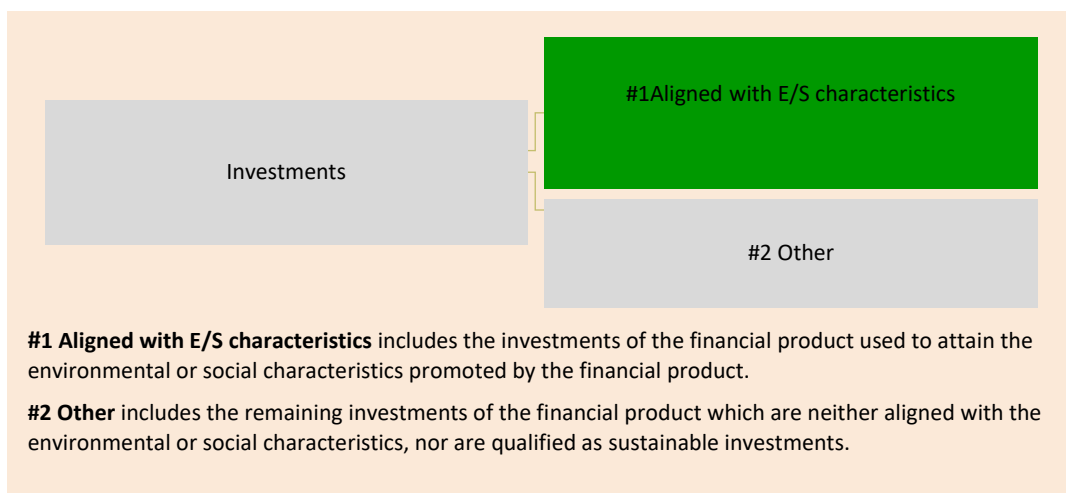 #1Aligned with E/S characteristics
Investments
#2 Other
#1 Aligned with E/S characteristics includes the investments of the financial product used to attain the
environmental or social characteristics promoted by the financial product.
#2 Other includes the remaining investments of the financial product which are neither aligned with the
environmental or social characteristics, nor are qualified as sustainable investments.